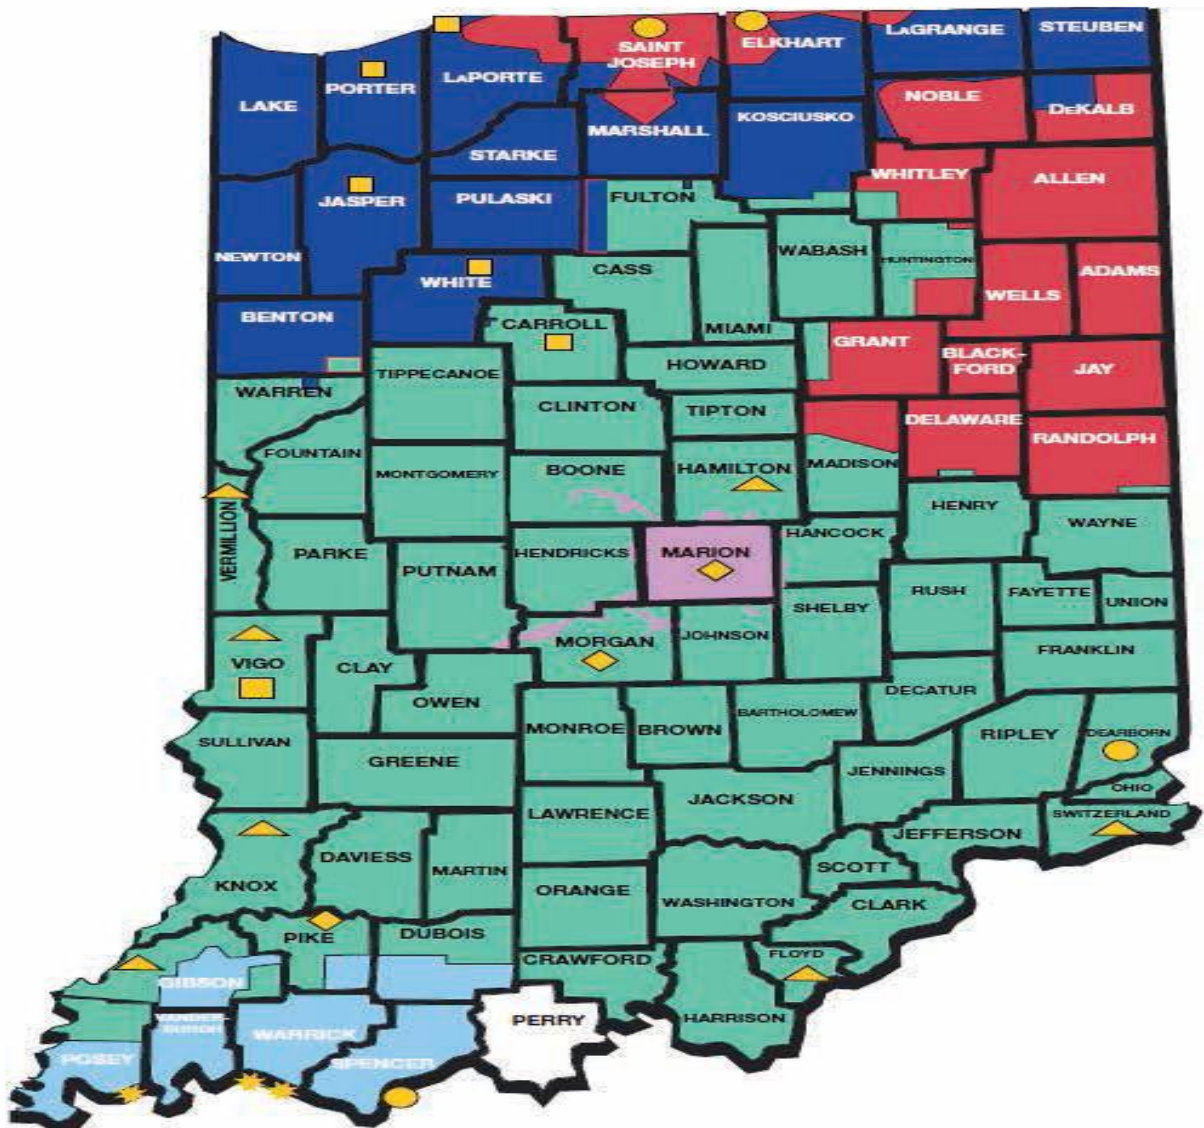 LAGRANGE
STEUBEN
SAINT
JOSEPH
ELKHART
LAPORTE
PORTER
LAKE
NOBLE
DEKALB
KOSCIUSKO
MARSHALL
STARKE
WHITLEY
ALLEN
JASPER
PULASKI
FULTON
NEWTON
WABASH
HUNTINGTON
CASS
ADAMS
WHITE
WELLS
BENTON
CARROLL
MIAMI
GRANT
BLACK-
FORD
JAY
HOWARD
TIPPECANOE
WARREN
CLINTON
TIPTON
DELAWARE
RANDOLPH
FOUNTAIN
MONTGOMERY
BOONE
HAMILTON
MADISON
HENRY
WAYNE
VERMILLION
PARKE
PUTNAM
HENDRICKS
MARION
HANCOCK
RUSH
FAYETTE
UNION
SHELBY
MORGAN
JOHNSON
FRANKLIN
VIGO
CLAY
OWEN
DECATUR
MONROE
BROWN
BARTHOLOMEW
RIPLEY
DEARBORN
SULLIVAN
GREENE
JENNINGS
OHIO
JACKSON
LAWRENCE
SWITZERLAND
JEFFERSON
DAVIESS
MARTIN
SCOTT
KNOX
ORANGE
WASHINGTON
CLARK
PIKE
DUBOIS
CRAWFORD
FLOYD
GIBSON
HARRISON
PERRY
VANDER-
BURGH
WARRICK
POSEY
SPENCER